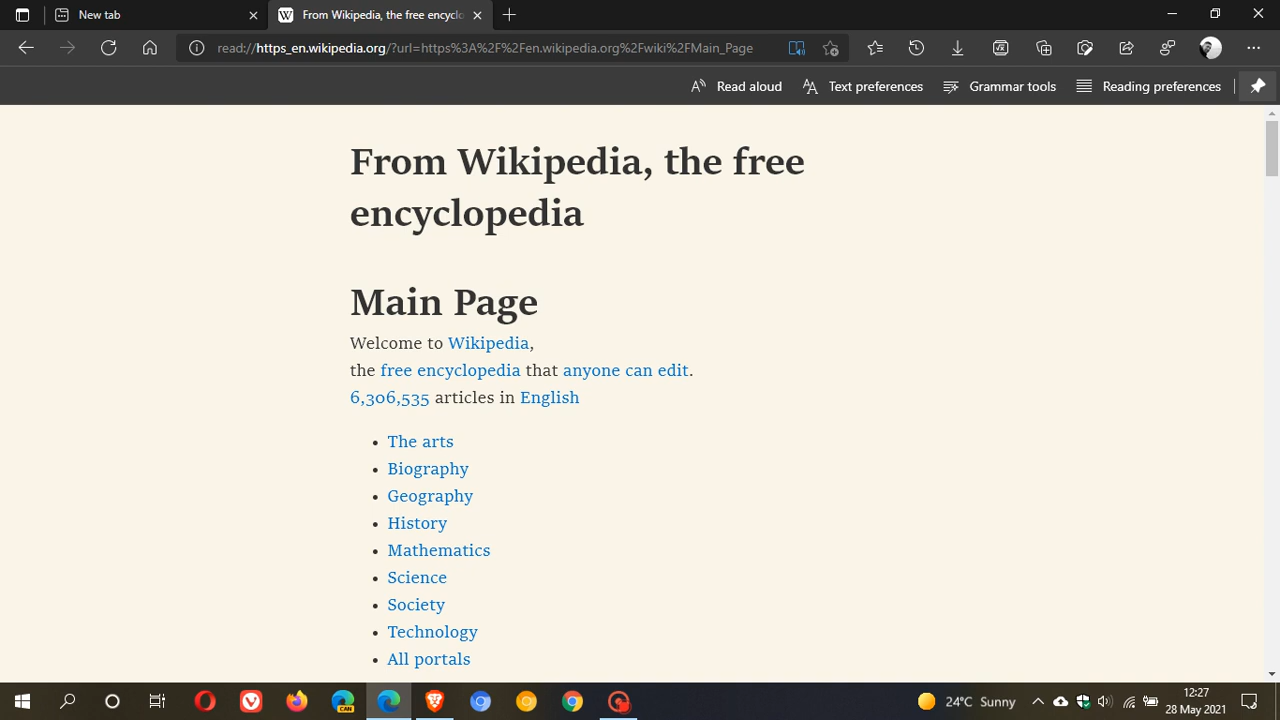 New tab
From Wikipedia, the free encyclo
read://https_en.wikipedia.org/?url=https%3A%2F%2Fen.wikipedia.org%2Fwiki%2FMain_Page
Read aloud
Text preferences
Grammar tools
Reading preferences
From Wikipedia, the free
encyclopedia
Main Page
Welcome to Wikipedia,
the free encyclopedia that anyone can edit.
6,306,535 articles in English
• The arts
• Biography
• Geography
• History
• Mathematics
• Science
• Society
• Technology
• All portals
CAN
24°C Sunny
12:27
28 May 2021